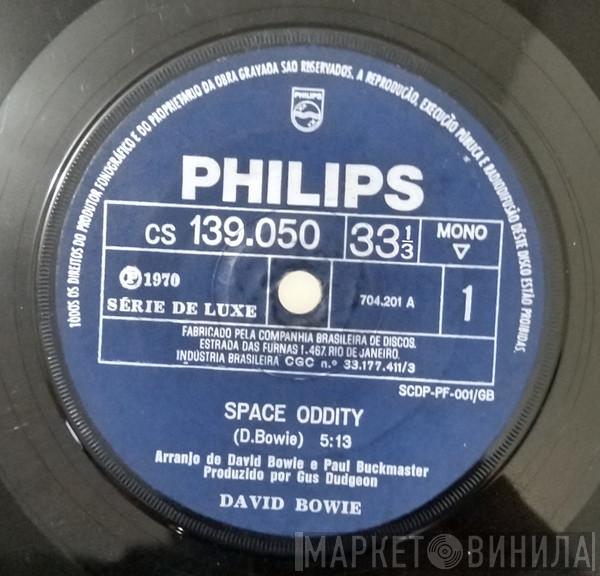 TODOS OS DIREITOS DO PRODUTOR FONOGRÁFICO E DO PROPRIETARIO DA OBRA GRAVADA SAO RESERVADOS. A REPRODUÇÃO, EXECUÇÃO PÚBLICA E RADIODIFUSÃO DÊSTE DISCO ESTÃO PROIBIDAS.
PHILIPS
PHILIPS
CS 139.050
33 1/3
MONO
▽
Ⓟ 1970
SÉRIE DE LUXE
704.201 A
1
FABRICADO PELA COMPANHIA BRASILEIRA DE DISCOS.
ESTRADA DAS FURNAS 1.467. RIO DE JANEIRO.
INDÚSTRIA BRASILEIRA CGC n.º 33.177.411/3
SCDP-PF-001/GB
SPACE ODDITY
(D.Bowie) 5:13
Arranjo de David Bowie e Paul Buckmaster
Produzido por Gus Dudgeon
DAVID BOWIE
МАРКЕТ ВИНИЛА